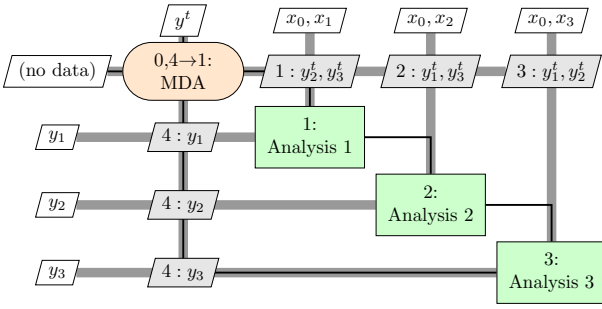 y^t
x_0, x_1
x_0, x_2
x_0, x_3
(no data)
0,4→1:
MDA
1 : y_2^t, y_3^t
2 : y_1^t, y_3^t
3 : y_1^t, y_2^t
y_1
4 : y_1
1:
Analysis 1
y_2
4 : y_2
2:
Analysis 2
y_3
4 : y_3
3:
Analysis 3